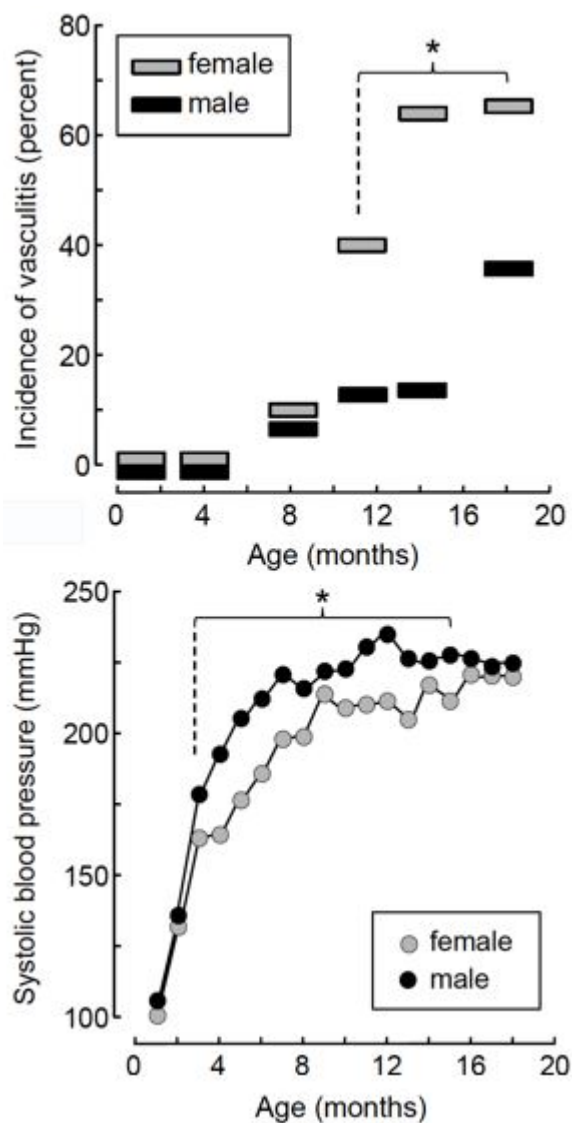 80
60
40
20
0
Incidence of vasculitis (percent)
female
male
*
0 4 8 12 16 20
Age (months)
250
200
150
100
Systolic blood pressure (mmHg)
*
female
male
0 4 8 12 16 20
Age (months)